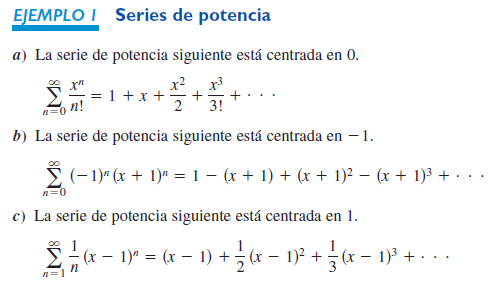 EJEMPLO 1 Series de potencia
a) La serie de potencia siguiente está centrada en 0.
∞∑n=0 xⁿ/n! = 1 + x + x²/2 + x³/3! + · · ·
b) La serie de potencia siguiente está centrada en −1.
∞∑n=0 (−1)ⁿ(x + 1)ⁿ = 1 − (x + 1) + (x + 1)² − (x + 1)³ + · · ·
c) La serie de potencia siguiente está centrada en 1.
∞∑n=1 1/n (x − 1)ⁿ = (x − 1) + 1/2 (x − 1)² + 1/3 (x − 1)³ + · · ·